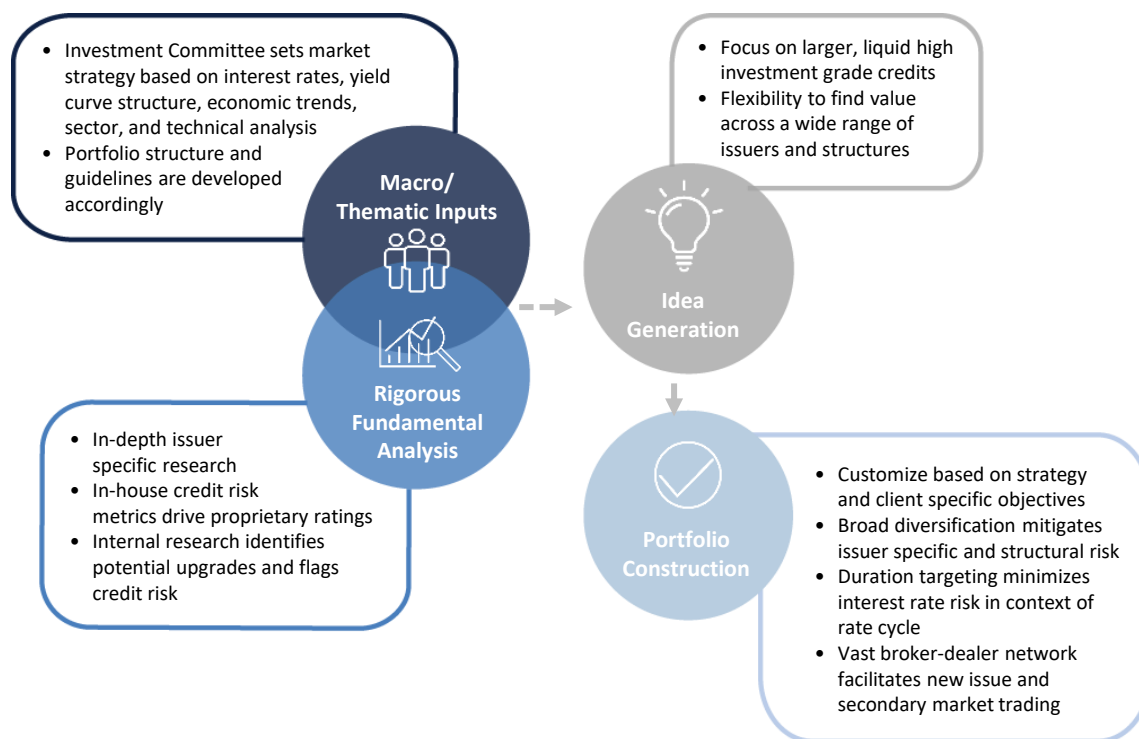 • Investment Committee sets market
strategy based on interest rates, yield
curve structure, economic trends,
sector, and technical analysis
• Portfolio structure and
guidelines are developed
accordingly
Macro/
Thematic Inputs
Rigorous
Fundamental
Analysis
• In-depth issuer
specific research
• In-house credit risk
metrics drive proprietary ratings
• Internal research identifies
potential upgrades and flags
credit risk
• Focus on larger, liquid high
investment grade credits
• Flexibility to find value
across a wide range of
issuers and structures
Idea
Generation
Portfolio
Construction
• Customize based on strategy
and client specific objectives
• Broad diversification mitigates
issuer specific and structural risk
• Duration targeting minimizes
interest rate risk in context of
rate cycle
• Vast broker-dealer network
facilitates new issue and
secondary market trading